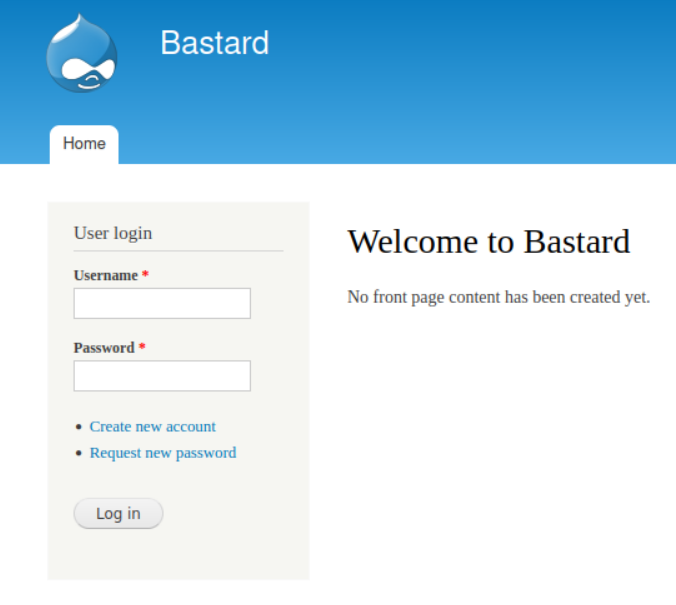 Bastard
Home
User login
Username *
Password *
Create new account
Request new password
Log in
Welcome to Bastard
No front page content has been created yet.